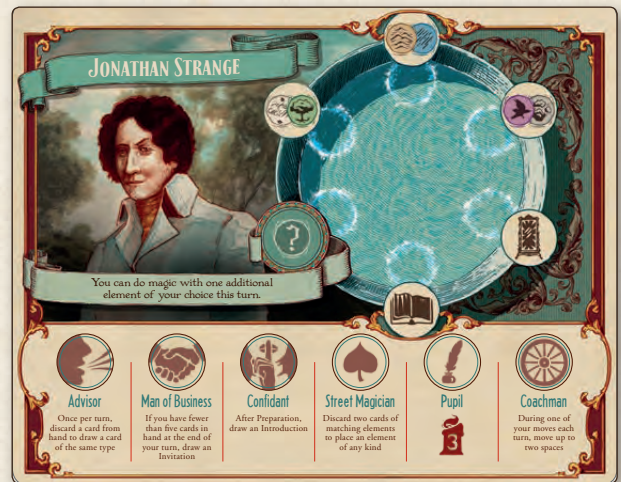 JONATHAN STRANGE
?
You can do magic with one additional
element of your choice this turn.
Advisor
Once per turn,
discard a card from
hand to draw a card
of the same type
Man of Business
If you have fewer
than five cards in
hand at the end of
your turn, draw an
Invitation
Confidant
After Preparation,
draw an Introduction
Street Magician
Discard two cards of
matching elements
to place an element
of any kind
Pupil
3
Coachman
During one of
your moves each
turn, move up to
two spaces